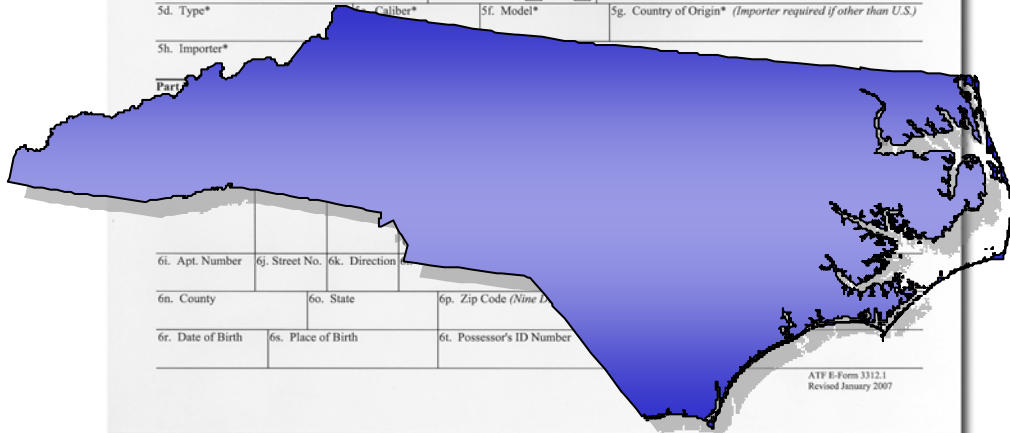 5d. Type* Caliber* 5f. Model* 5g. Country of Origin* (Importer required if other than U.S.)
5h. Importer*
Part
6i. Apt. Number 6j. Street No. 6k. Direction
6n. County 6o. State 6p. Zip Code (Nine
6r. Date of Birth 6s. Place of Birth 6t. Possessor's ID Number
ATF E-Form 3312.1
Revised January 2007